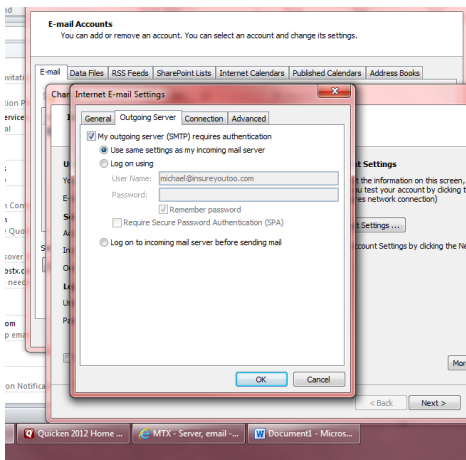 E-mail Accounts
You can add or remove an account. You can select an account and change its settings.
E-mail Data Files RSS Feeds SharePoint Lists Internet Calendars Published Calendars Address Books
Internet E-mail Settings
General Outgoing Server Connection Advanced
My outgoing server (SMTP) requires authentication
Use same settings as my incoming mail server
Log on using
User Name: michael@insureyoutoo.com
Password:
Remember password
Require Secure Password Authentication (SPA)
Log on to incoming mail server before sending mail
OK Cancel
Settings
the information on this screen,
test your account by clicking
network connection)
Settings ...
Account Settings by clicking the Ne
< Back Next >
Quicken 2012 Home ... MTX - Server, email -... Document1 - Micros...